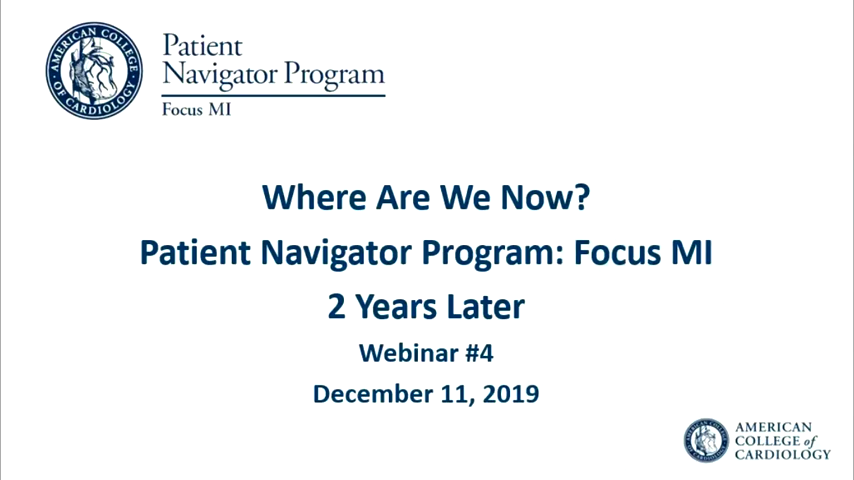 AMERICAN COLLEGE OF CARDIOLOGY
Patient
Navigator Program
Focus MI
Where Are We Now?
Patient Navigator Program: Focus MI
2 Years Later
Webinar #4
December 11, 2019
AMERICAN
COLLEGE of
CARDIOLOGY